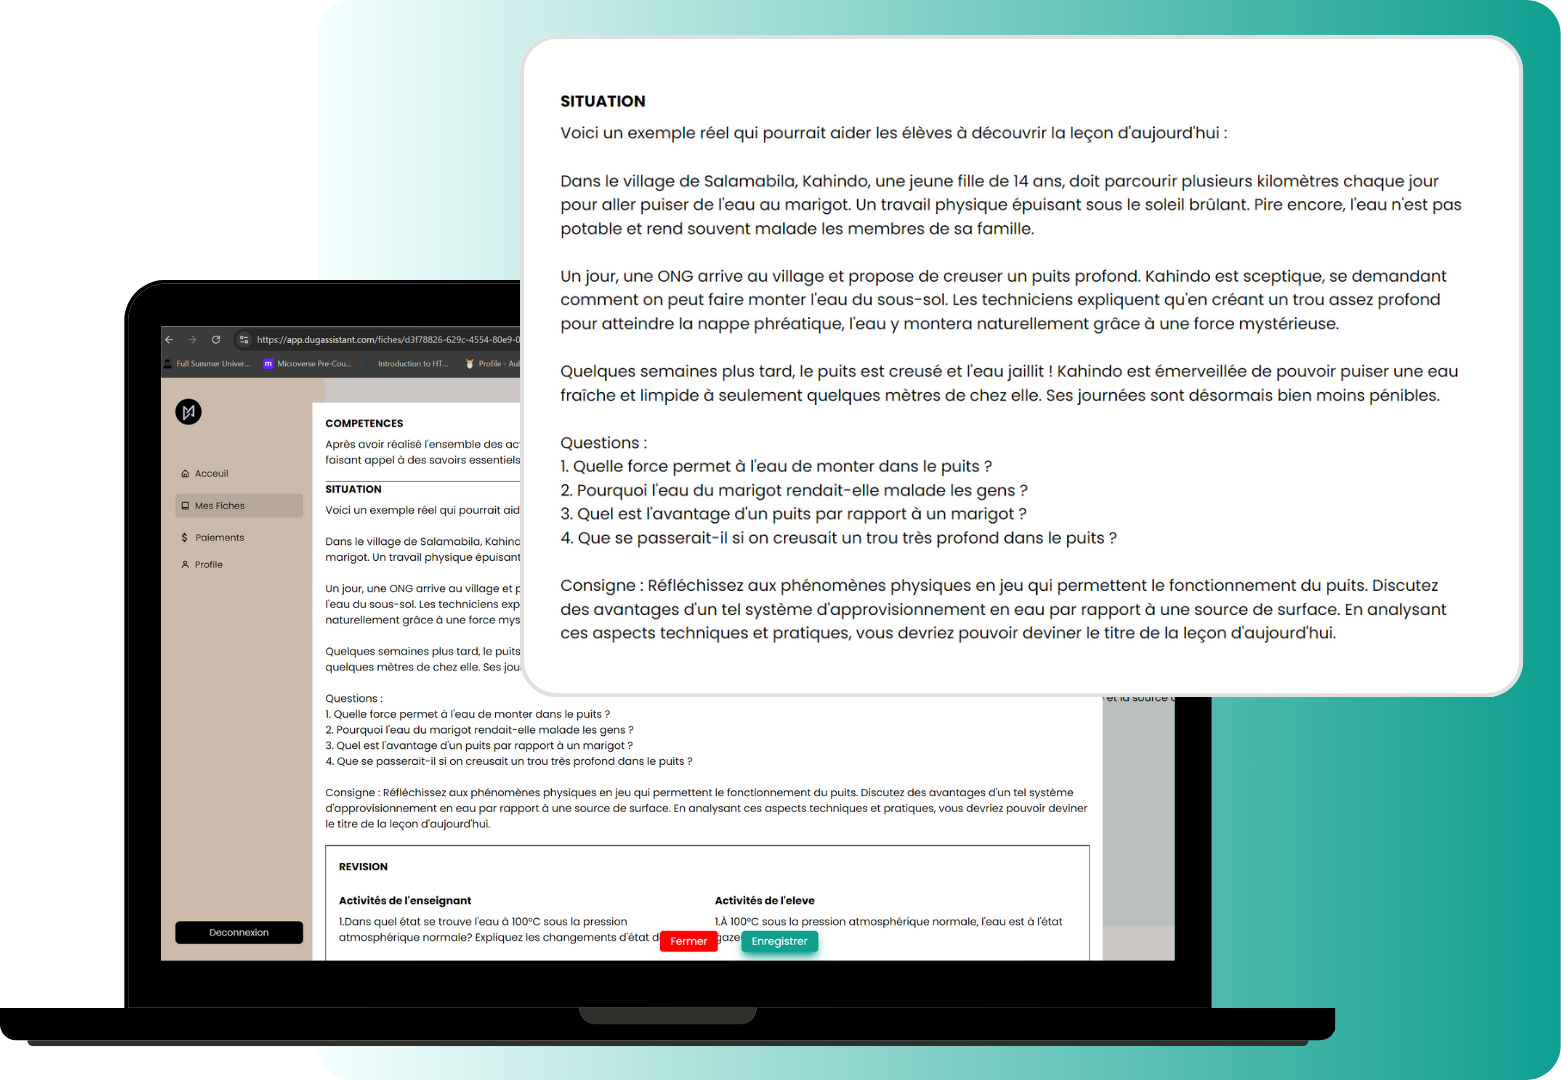 SITUATION
Voici un exemple réel qui pourrait aider les élèves à découvrir la leçon d'aujourd'hui :
Dans le village de Salamabila, Kahindo, une jeune fille de 14 ans, doit parcourir plusieurs kilomètres chaque jour
pour aller puiser de l'eau au marigot. Un travail physique épuisant sous le soleil brûlant. Pire encore, l'eau n'est pas
potable et rend souvent malade les membres de sa famille.
Un jour, une ONG arrive au village et propose de creuser un puits profond. Kahindo est sceptique, se demandant
comment on peut faire monter l'eau du sous-sol. Les techniciens expliquent qu'en créant un trou assez profond
pour atteindre la nappe phréatique, l'eau y montera naturellement grâce à une force mystérieuse.
Quelques semaines plus tard, le puits est creusé et l'eau jaillit ! Kahindo est émerveillée de pouvoir puiser une eau
fraîche et limpide à seulement quelques mètres de chez elle. Ses journées sont désormais bien moins pénibles.
Questions :
1. Quelle force permet à l'eau de monter dans le puits ?
2. Pourquoi l'eau du marigot rendait-elle malade les gens ?
3. Quel est l'avantage d'un puits par rapport à un marigot ?
4. Que se passerait-il si on creusait un trou très profond dans le puits ?
Consigne : Réfléchissez aux phénomènes physiques en jeu qui permettent le fonctionnement du puits. Discutez
des avantages d'un tel système d'approvisionnement en eau par rapport à une source de surface. En analysant
ces aspects techniques et pratiques, vous devriez pouvoir deviner le titre de la leçon d'aujourd'hui.
https://app.dugassistant.com/fiches/d3f78826-629c-4554-80e9-0
Full Summer Univer... Microverse Pre-Cou... Introduction to HT... Profile - Au
Acceuil
Mes Fiches
Paiements
Profile
Deconnexion
COMPETENCES
Après avoir réalisé l'ensemble des ac
faisant appel à des savoirs essentiels
SITUATION
Voici un exemple réel qui pourrait aid
Dans le village de Salamabila, Kahind
marigot. Un travail physique épuisant
Un jour, une ONG arrive au village et p
l'eau du sous-sol. Les techniciens exp
naturellement grâce à une force mys
Quelques semaines plus tard, le puits
quelques mètres de chez elle. Ses jou
et la source
Questions :
1. Quelle force permet à l'eau de monter dans le puits ?
2. Pourquoi l'eau du marigot rendait-elle malade les gens ?
3. Quel est l'avantage d'un puits par rapport à un marigot ?
4. Que se passerait-il si on creusait un trou très profond dans le puits ?
Consigne : Réfléchissez aux phénomènes physiques en jeu qui permettent le fonctionnement du puits. Discutez des avantages d'un tel système
d'approvisionnement en eau par rapport à une source de surface. En analysant ces aspects techniques et pratiques, vous devriez pouvoir deviner
le titre de la leçon d'aujourd'hui.
REVISION
Activités de l'enseignant
1.Dans quel état se trouve l'eau à 100°C sous la pression
atmosphérique normale? Expliquez les changements d'état d
Activités de l'eleve
1.À 100°C sous la pression atmosphérique normale, l'eau est à l'état
gaze
Fermer
Enregistrer